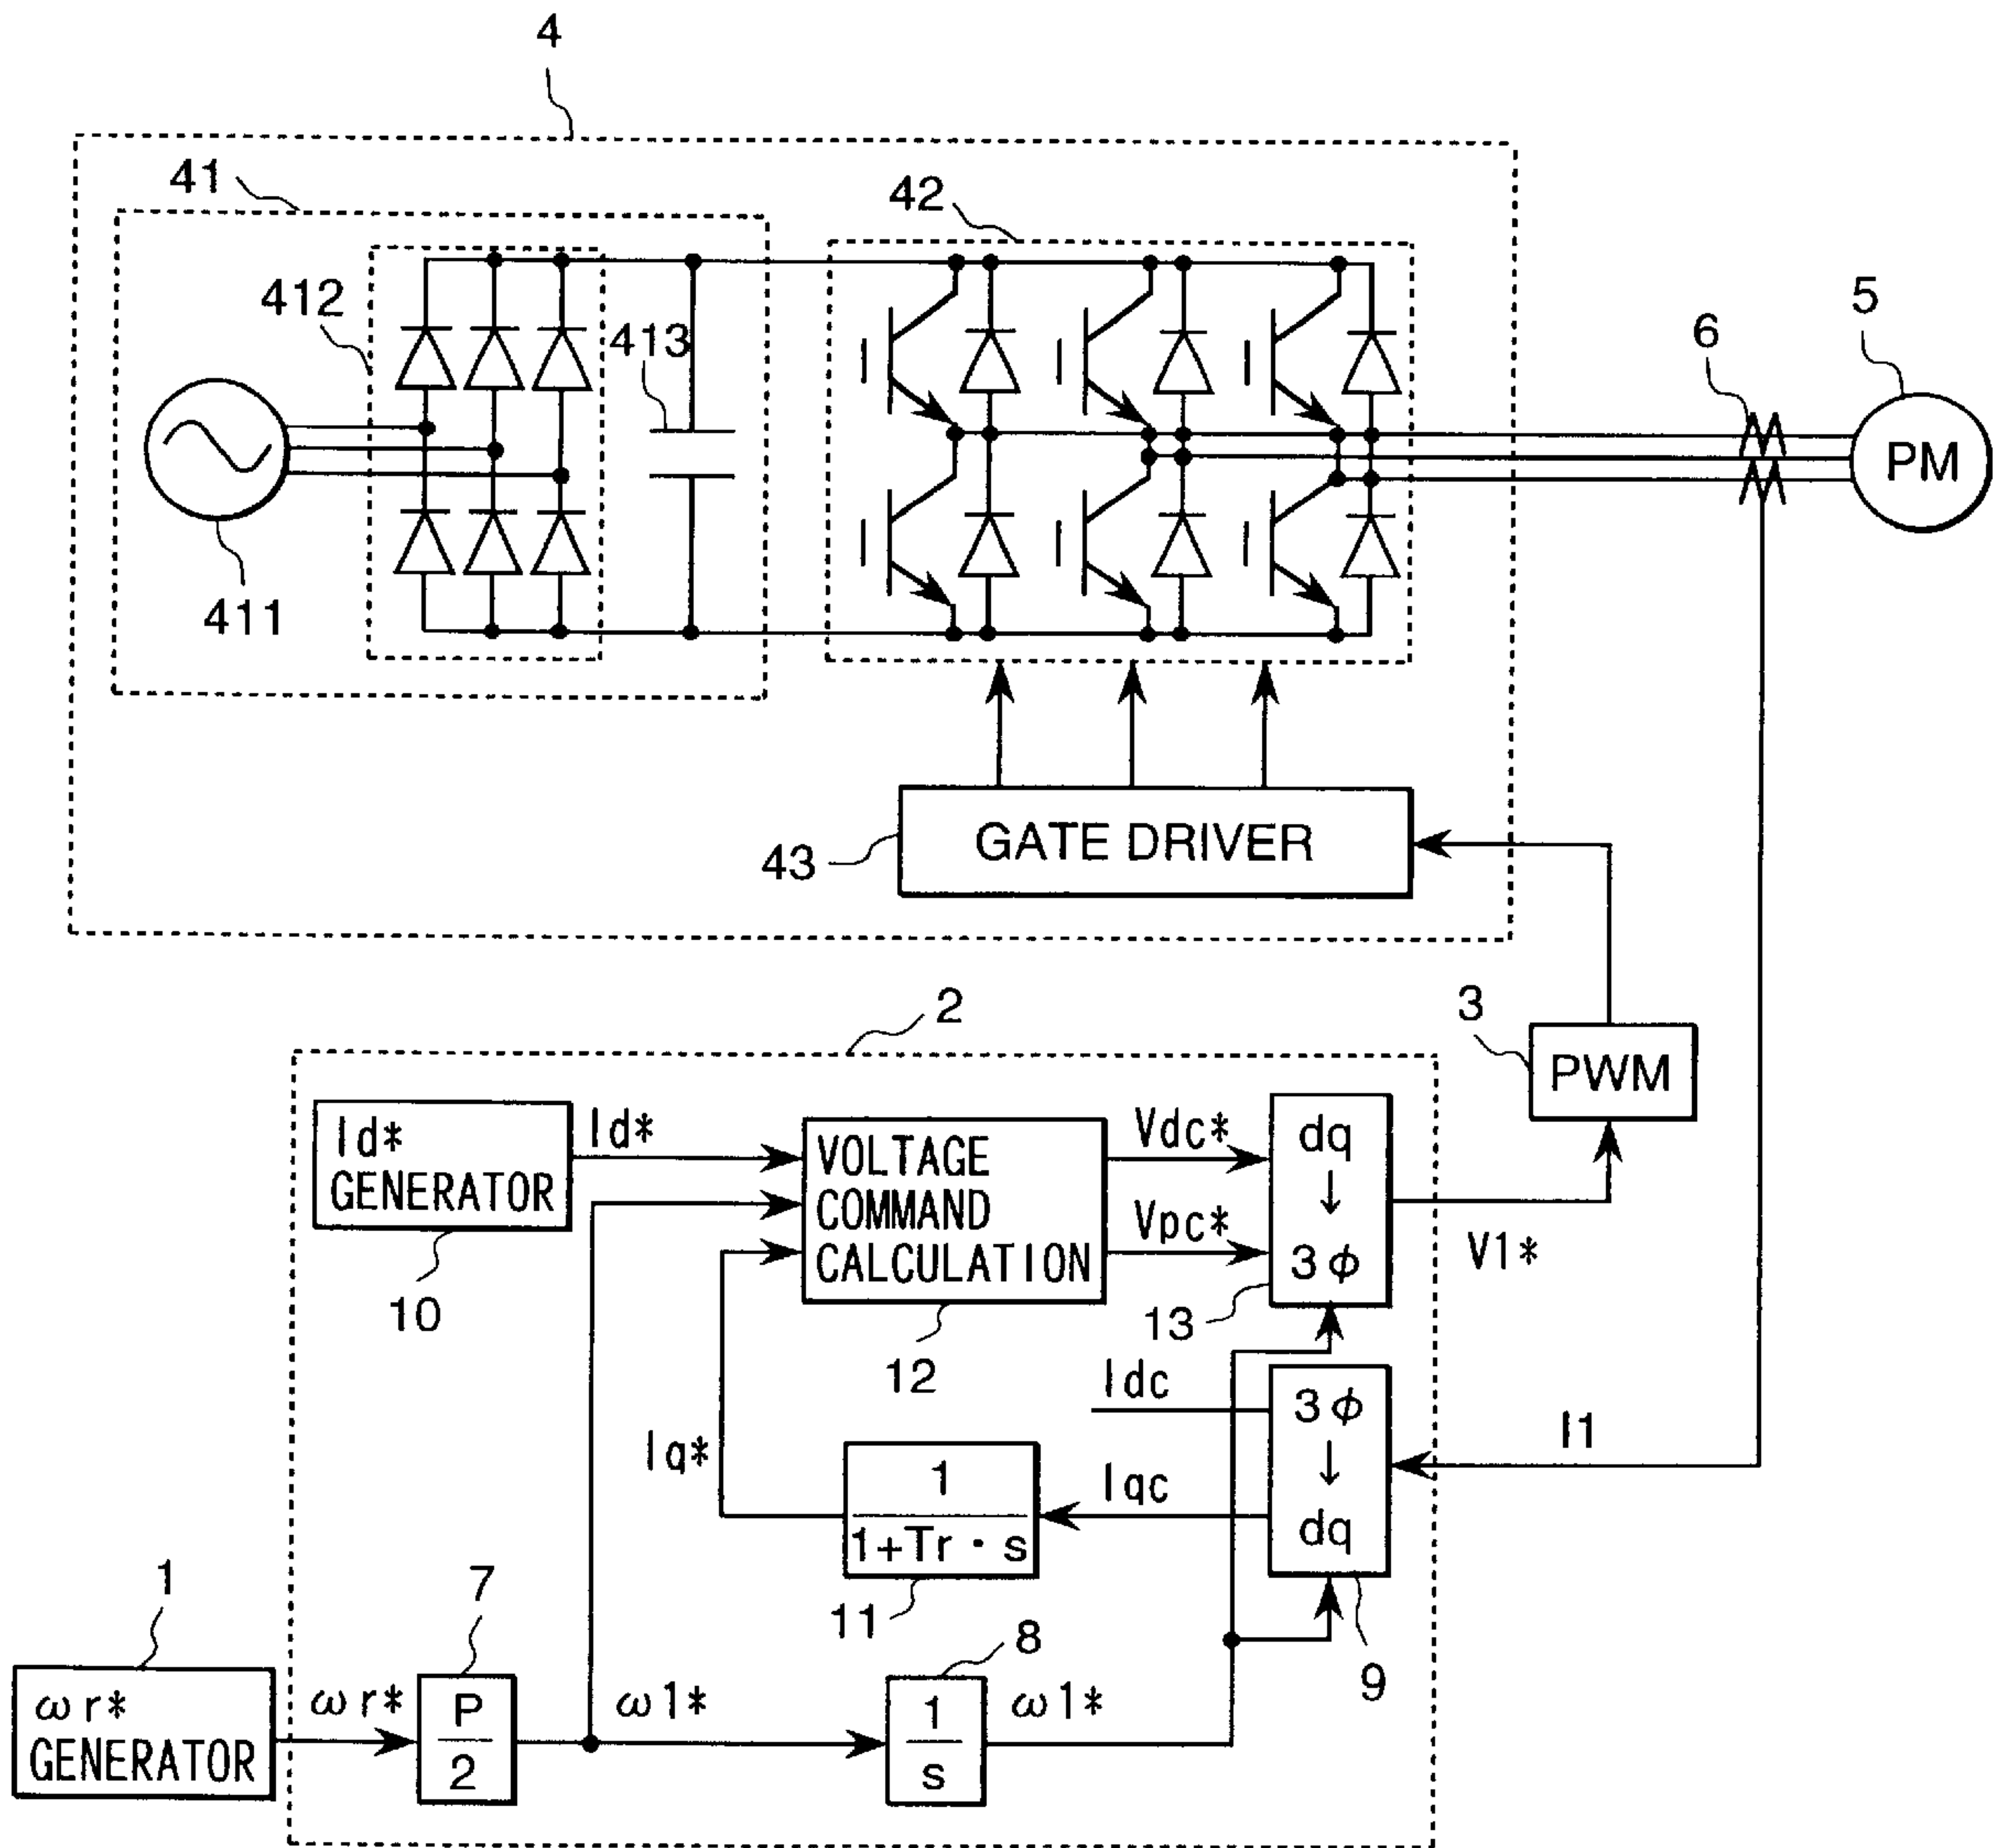 4
41
42
412
413
411
6
5
PM
GATE DRIVER
43
2
3
PWM
Id*
GENERATOR
Id*
10
VOLTAGE
COMMAND
CALCULATION
12
Vdc*
Vpc*
dq
↓
3φ
13
V1*
Idc
3φ
↓
dq
9
I1
Iq*
1
1+Tr・s
11
Iqc
1
ωr*
GENERATOR
ωr*
7
P
2
ω1*
8
1
s
ω1*